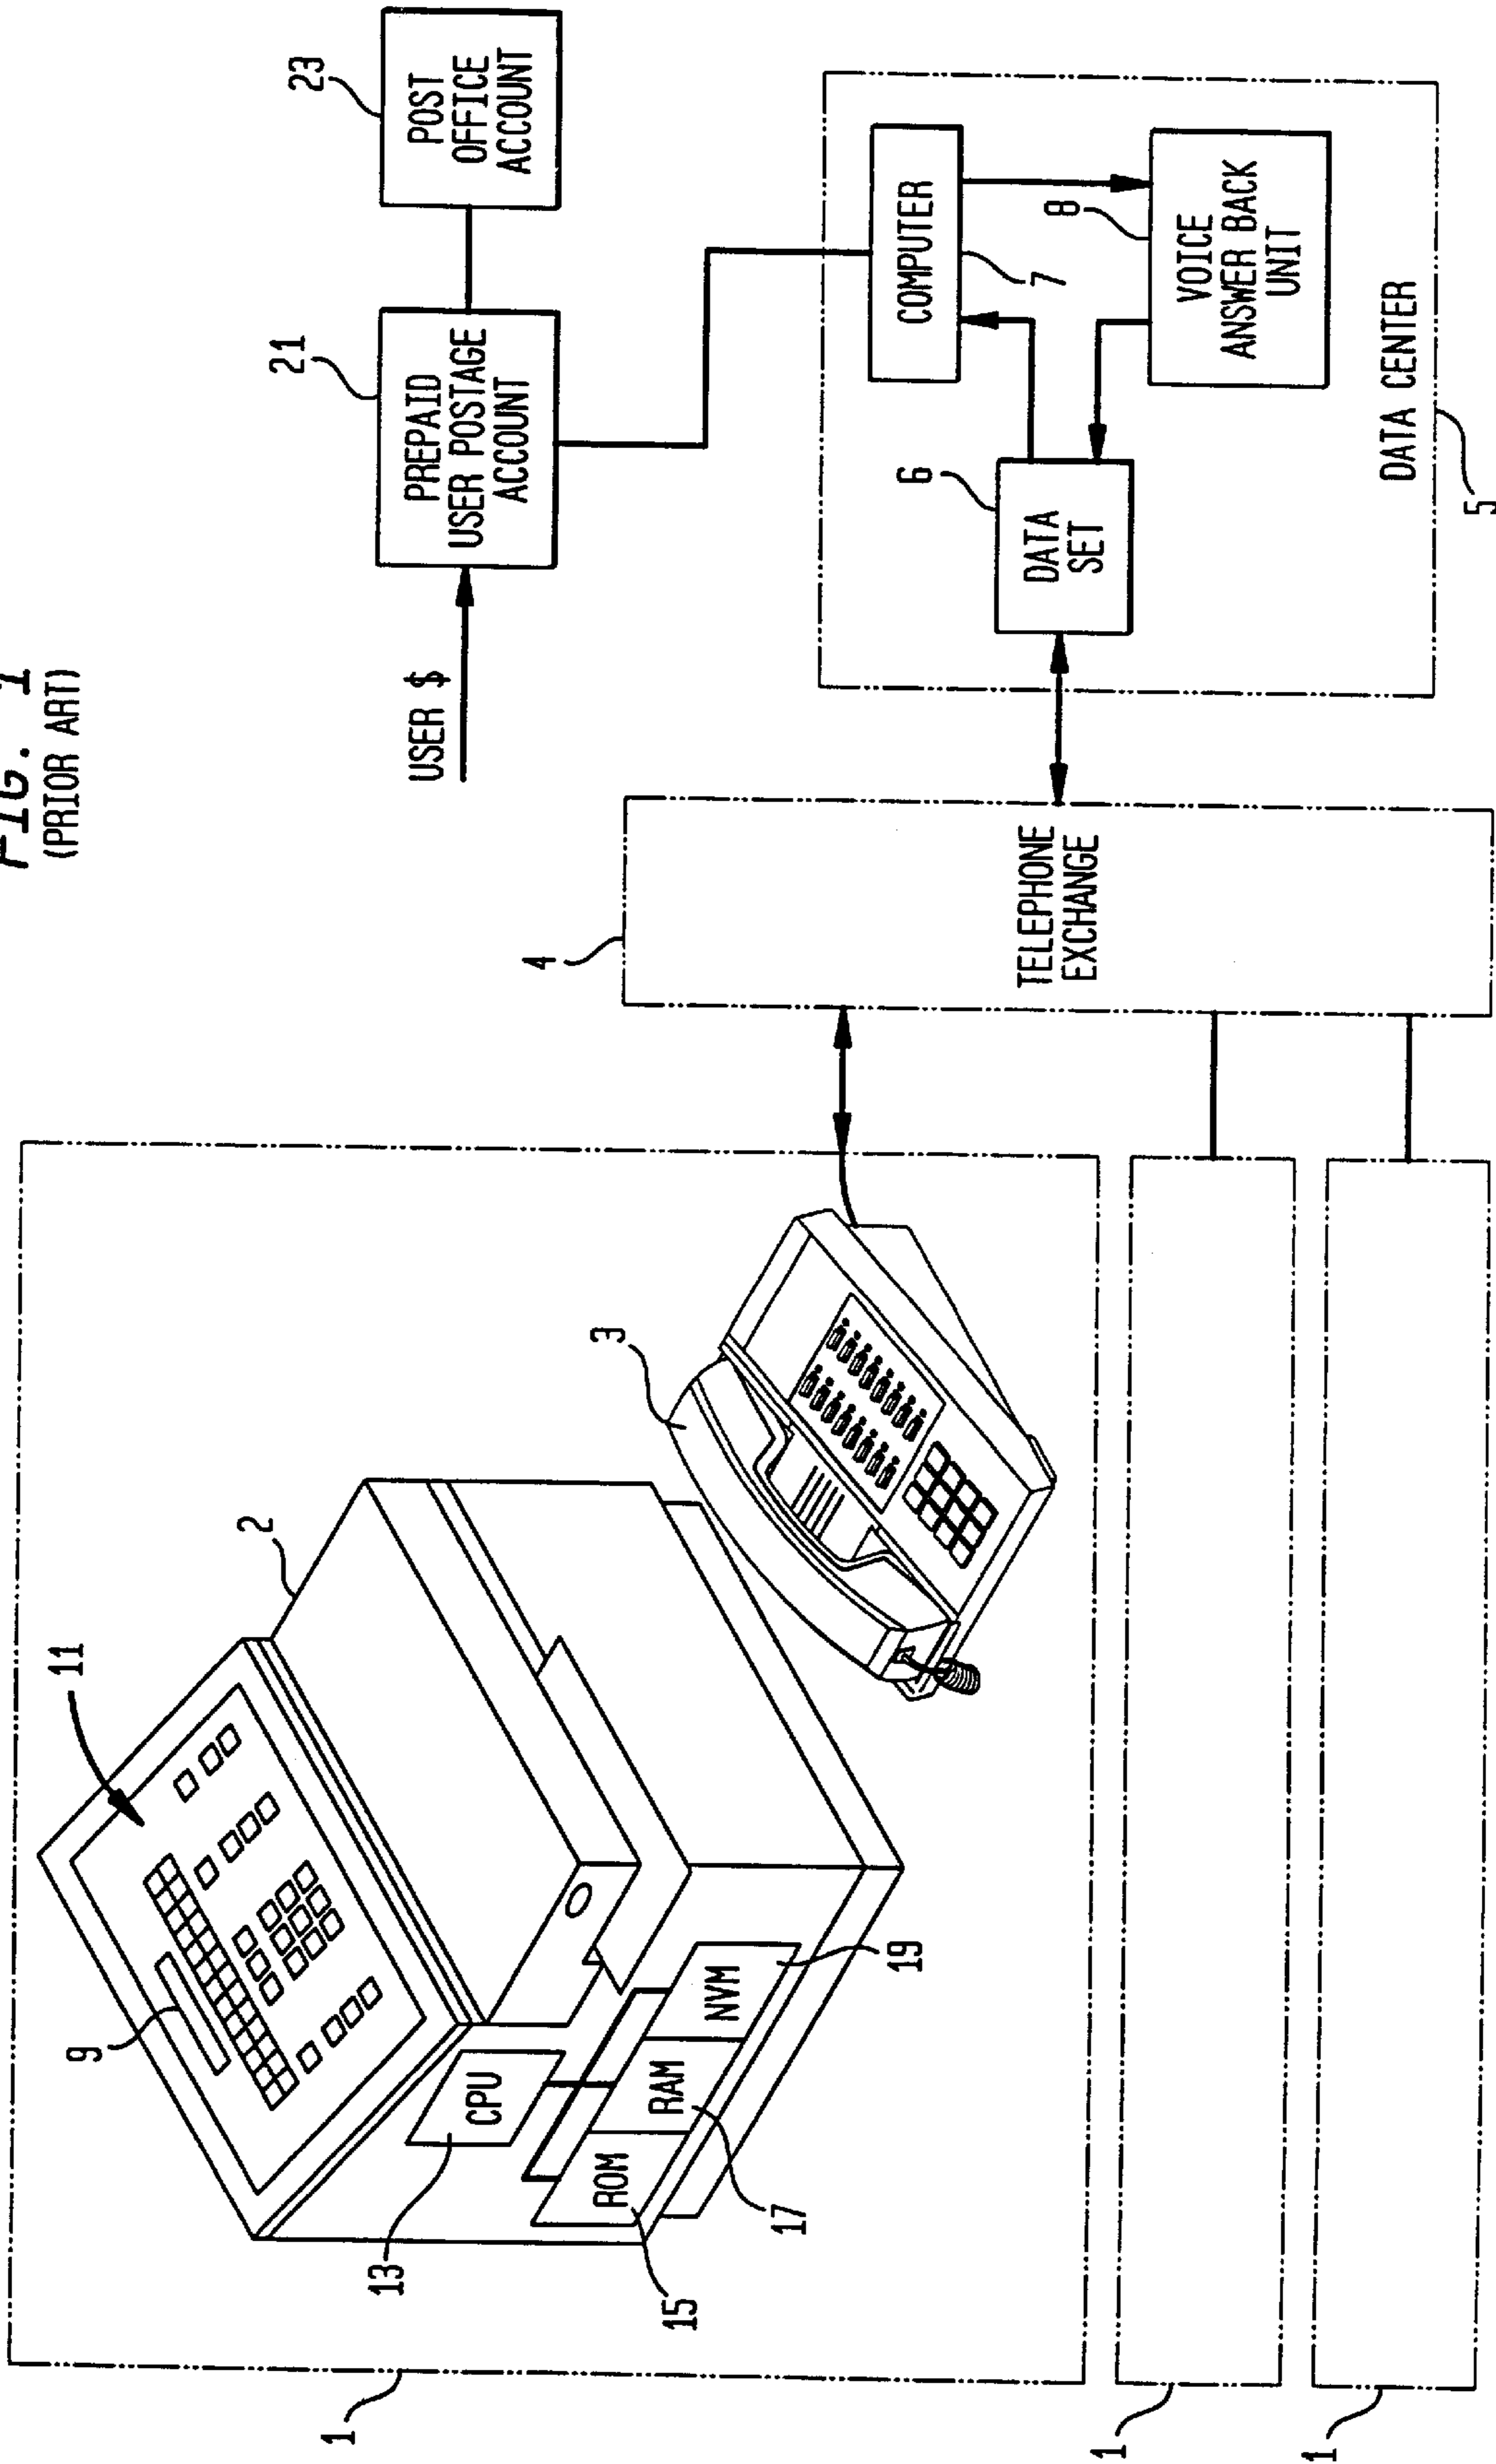 FIG. 1
(PRIOR ART)
11
9
2
3
CPU
13
ROM
RAM
NVM
15
17
19
1
1
1
4
TELEPHONE
EXCHANGE
USER $
21
PREPAID
USER POSTAGE
ACCOUNT
23
POST
OFFICE
ACCOUNT
COMPUTER
7
6
DATA
SET
8
VOICE
ANSWER BACK
UNIT
DATA CENTER
5